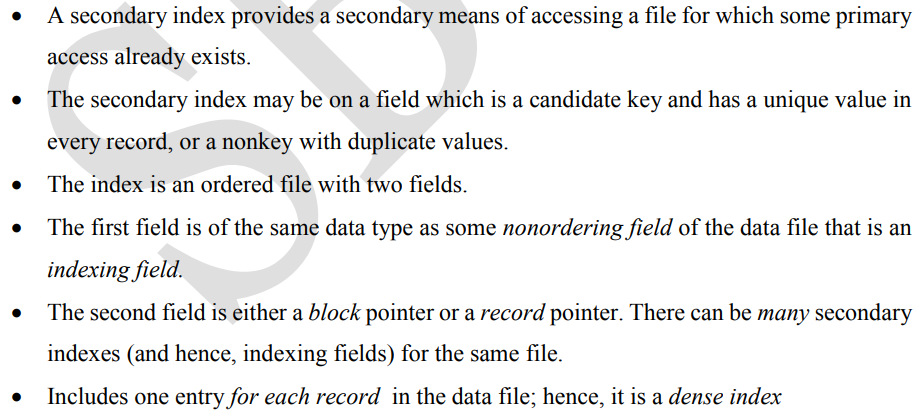 • A secondary index provides a secondary means of accessing a file for which some primary
access already exists.
• The secondary index may be on a field which is a candidate key and has a unique value in
every record, or a nonkey with duplicate values.
• The index is an ordered file with two fields.
• The first field is of the same data type as some nonordering field of the data file that is an
indexing field.
• The second field is either a block pointer or a record pointer. There can be many secondary
indexes (and hence, indexing fields) for the same file.
• Includes one entry for each record in the data file; hence, it is a dense index